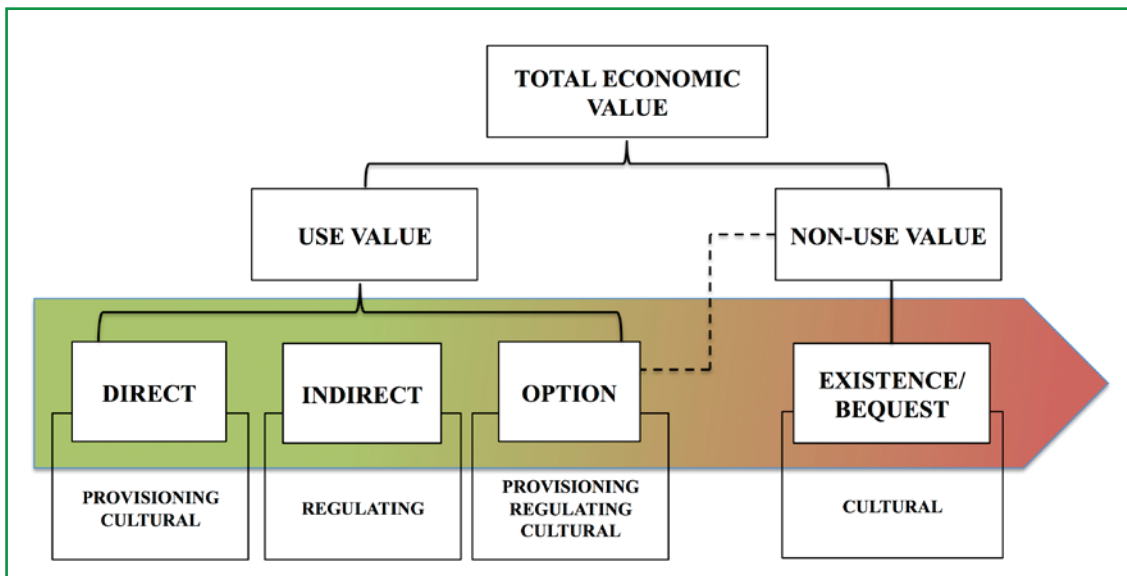 TOTAL ECONOMIC
VALUE
USE VALUE
NON-USE VALUE
DIRECT
INDIRECT
OPTION
EXISTENCE/
BEQUEST
PROVISIONING
CULTURAL
REGULATING
PROVISIONING
REGULATING
CULTURAL
CULTURAL